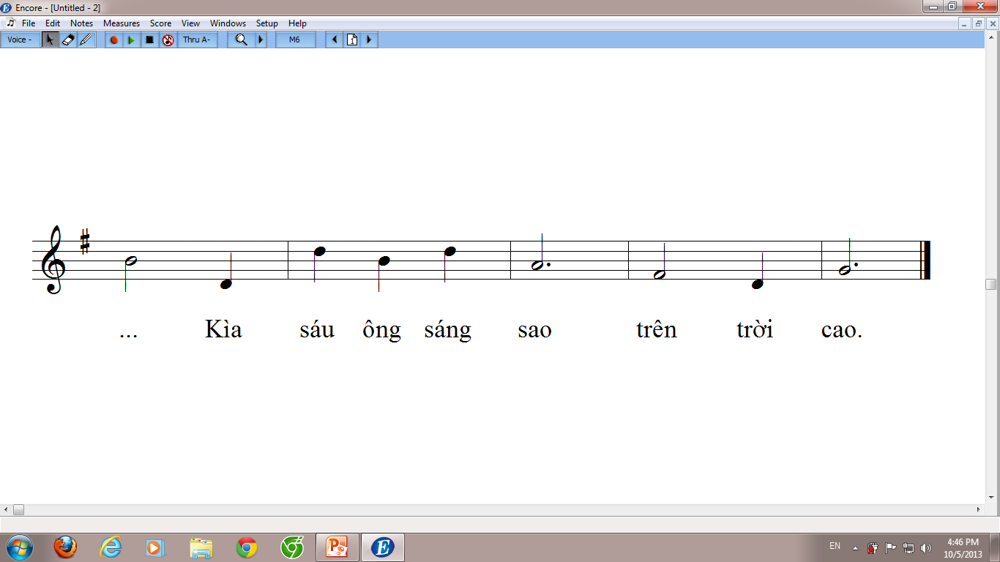 Encore - [Untitled - 2]
File Edit Notes Measures Score View Windows Setup Help
Voice - Thru A- M6 1
... Kìa sáu ông sáng sao trên trời cao.
EN 4:46 PM
10/5/2013